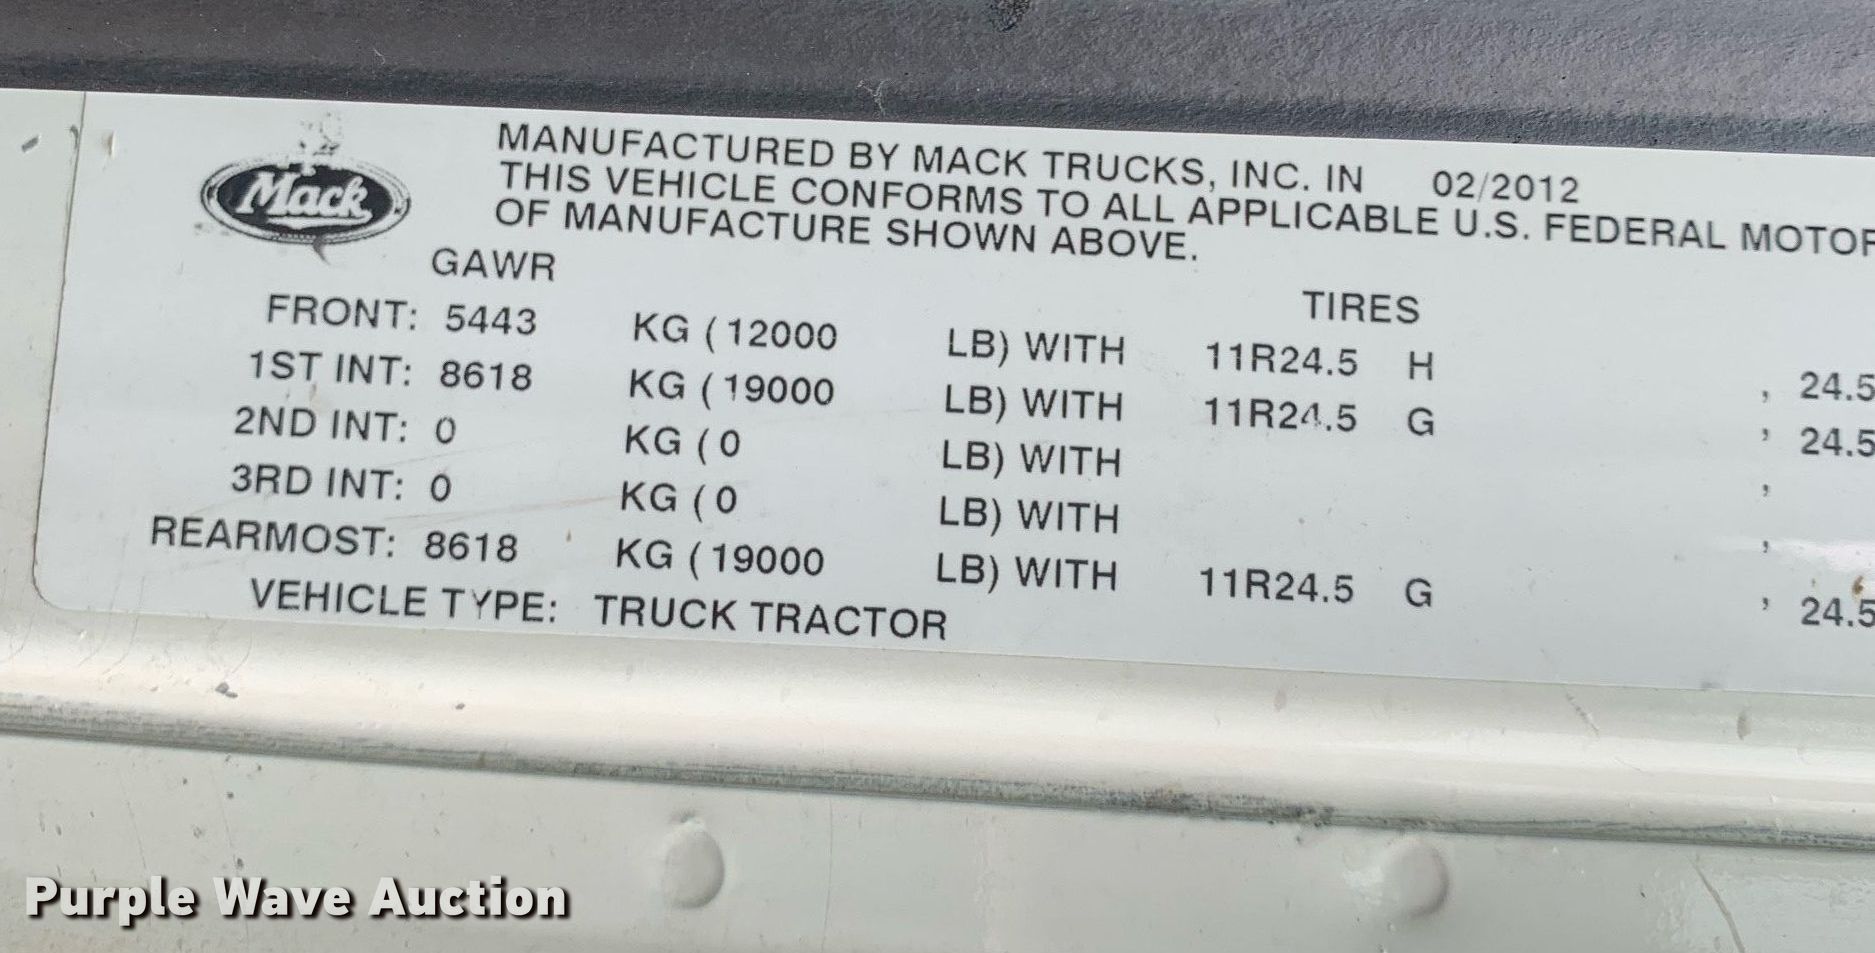 Mack
MANUFACTURED BY MACK TRUCKS, INC. IN 02/2012
THIS VEHICLE CONFORMS TO ALL APPLICABLE U.S. FEDERAL MOTOR
OF MANUFACTURE SHOWN ABOVE.
GAWR TIRES
FRONT: 5443 KG ( 12000 LB) WITH 11R24.5 H , 24.5
1ST INT: 8618 KG ( 19000 LB) WITH 11R24.5 G , 24.5
2ND INT: 0 KG ( 0 LB) WITH ,
3RD INT: 0 KG ( 0 LB) WITH ,
REARMOST: 8618 KG ( 19000 LB) WITH 11R24.5 G , 24.5
VEHICLE TYPE: TRUCK TRACTOR
Purple Wave Auction